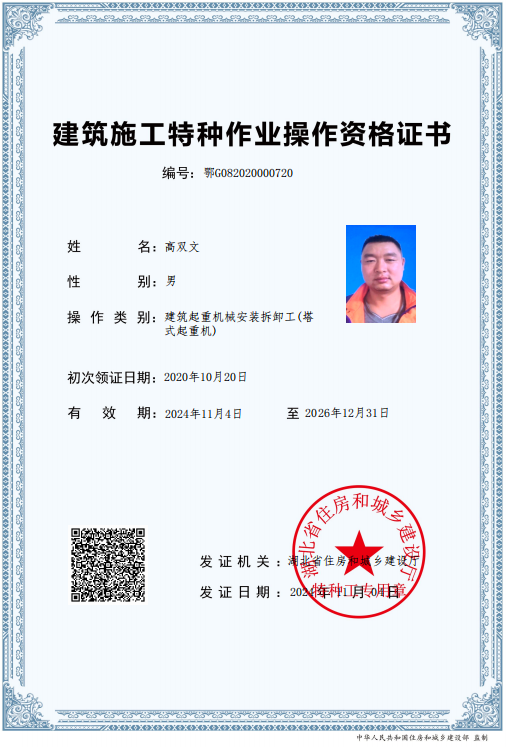 建筑施工特种作业操作资格证书
编号：鄂G082020000720
姓 名：高双文
性 别：男
操 作 类 别：建筑起重机械安装拆卸工(塔
式起重机)
初次领证日期：2020年10月20日
有 效 期：2024年11月4日 至 2026年12月31日
湖北省住房和城乡建设厅
发 证 机 关 ：湖北省住房和城乡建设厅
特种工专用章
发 证 日 期 ：2024年 11月 04日
中华人民共和国住房和城乡建设部 监制